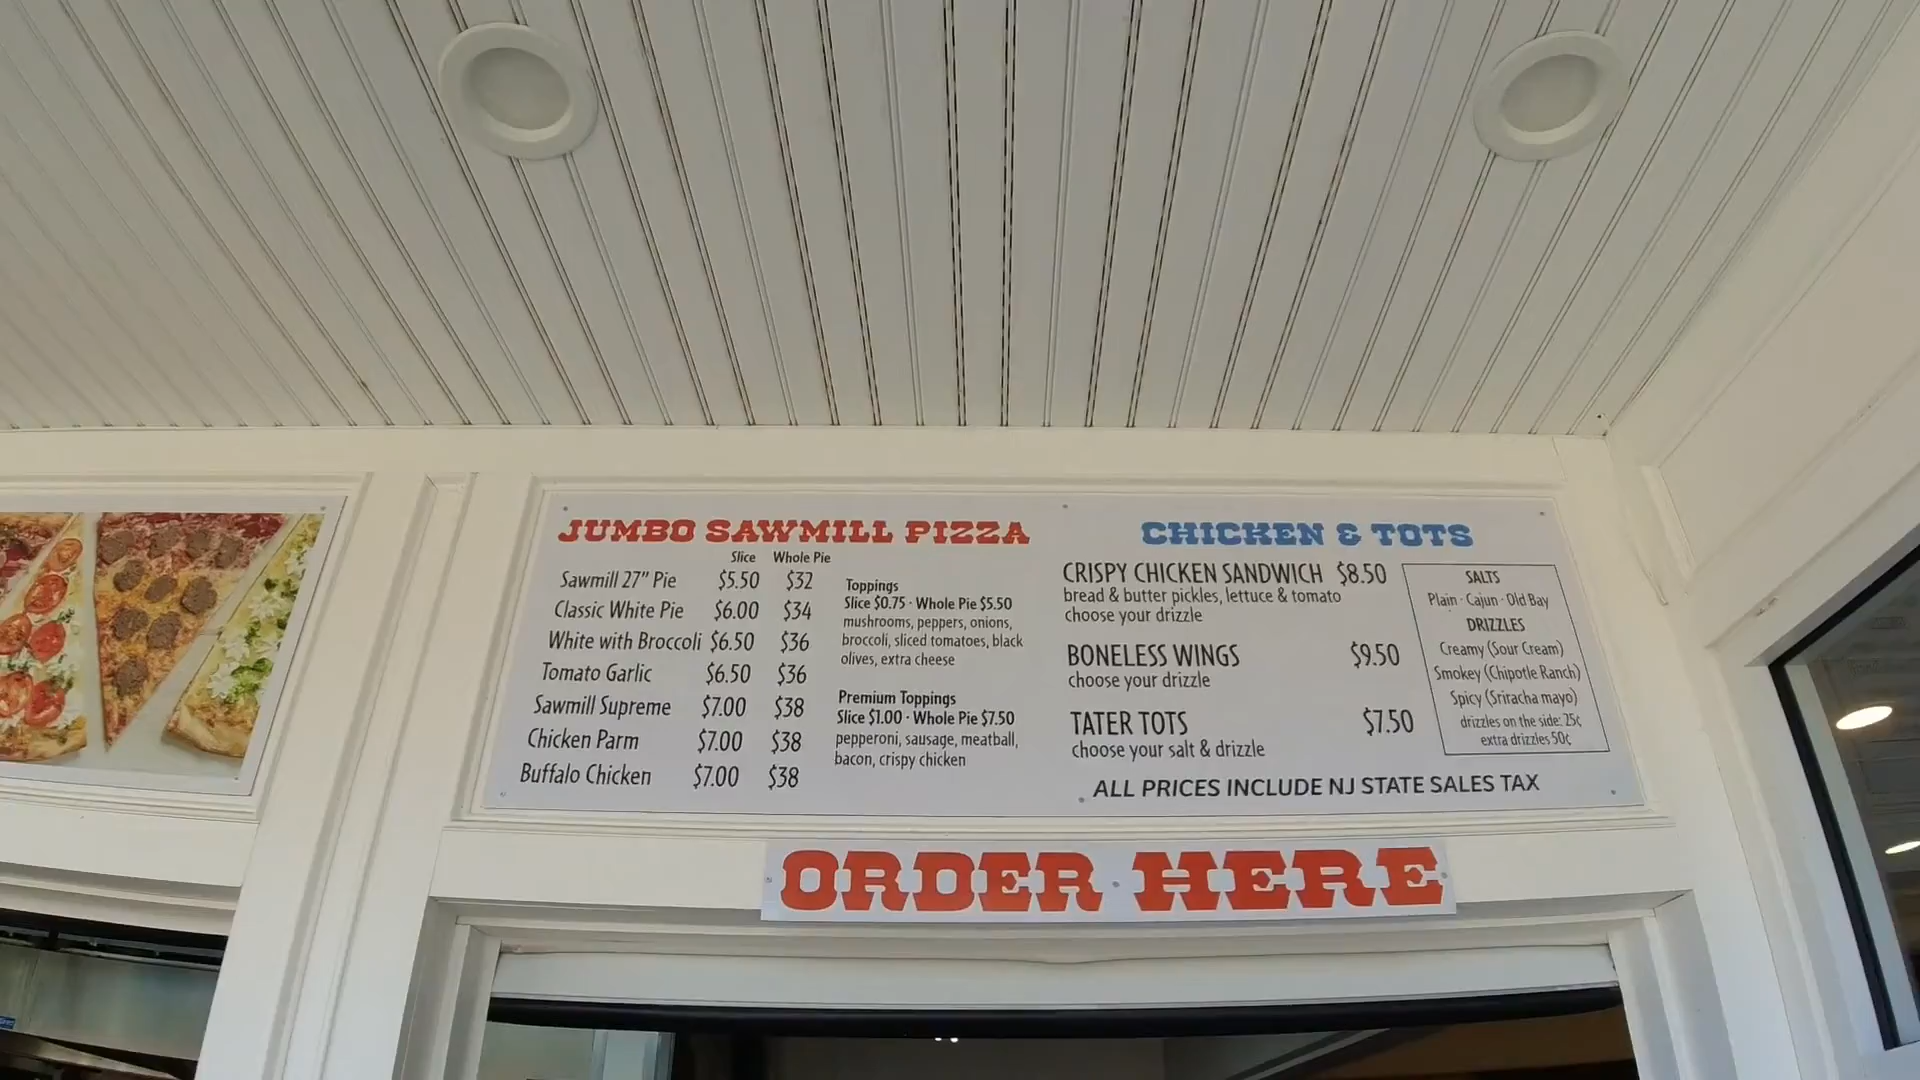 JUMBO SAWMILL PIZZA
Slice Whole Pie
Sawmill 27" Pie $5.50 $32
Classic White Pie $6.00 $34
White with Broccoli $6.50 $36
Tomato Garlic $6.50 $36
Sawmill Supreme $7.00 $38
Chicken Parm $7.00 $38
Buffalo Chicken $7.00 $38
Toppings
Slice $0.75 · Whole Pie $5.50
mushrooms, peppers, onions,
broccoli, sliced tomatoes, black
olives, extra cheese
Premium Toppings
Slice $1.00 · Whole Pie $7.50
pepperoni, sausage, meatball,
bacon, crispy chicken
CHICKEN & TOTS
CRISPY CHICKEN SANDWICH $8.50
bread & butter pickles, lettuce & tomato
choose your drizzle
BONELESS WINGS $9.50
choose your drizzle
TATER TOTS $7.50
choose your salt & drizzle
SALTS
Plain · Cajun · Old Bay
DRIZZLES
Creamy (Sour Cream)
Smokey (Chipotle Ranch)
Spicy (Sriracha mayo)
drizzles on the side: 25¢
extra drizzles 50¢
ALL PRICES INCLUDE NJ STATE SALES TAX
ORDER HERE